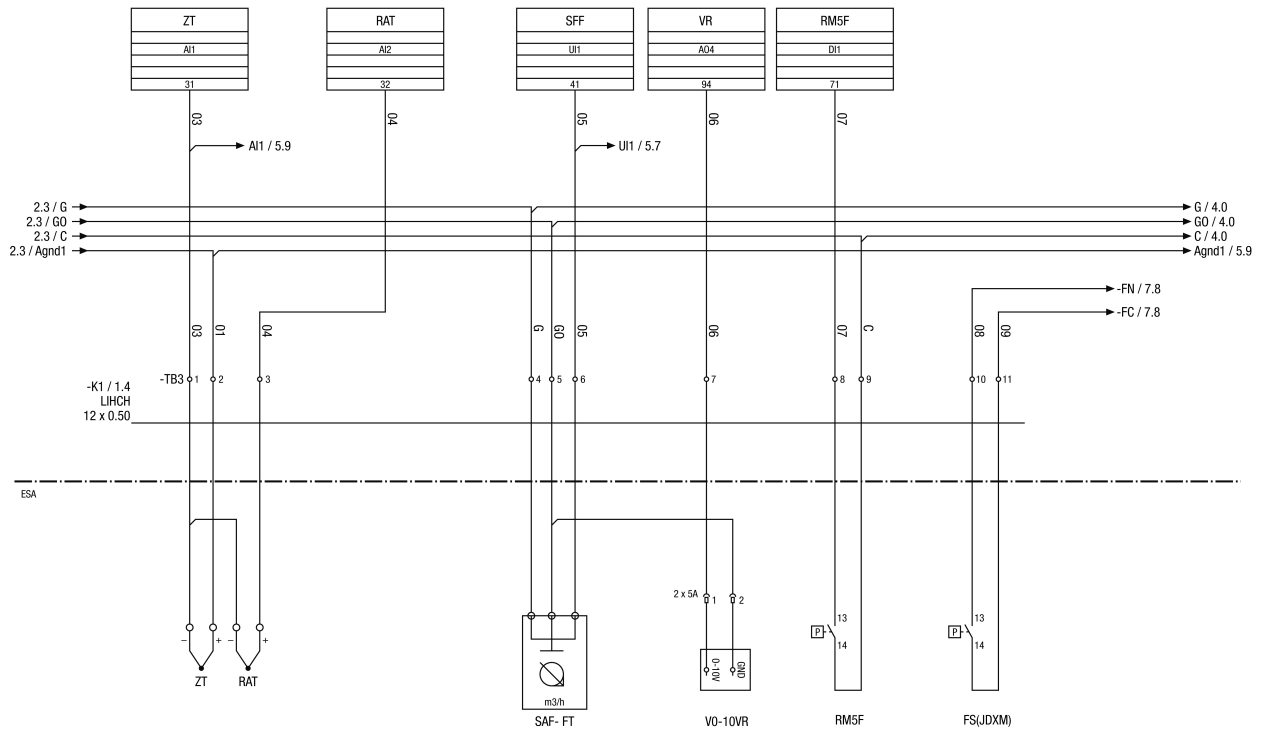 ZT RAT SFF VR RM5F
AI1 AI2 UI1 AO4 DI1
31 32 41 94 71
03 04 05 06 07
AI1 / 5.9 UI1 / 5.7
2.3 / G G / 4.0
2.3 / GO GO / 4.0
2.3 / C C / 4.0
2.3 / Agnd1 Agnd1 / 5.9
-FN / 7.8
-FC / 7.8
03 01 04 G GO 05 06 07 C 08 09
-TB3 1 2 3 4 5 6 7 8 9 10 11
-K1 / 1.4
LIHCH
12 x 0.50
ESA
2 x 5A 1 2
13 13
P P
14 14
− + − +
0-10V GND
ZT RAT
m3/h
SAF- FT V0-10VR RM5F FS(JDXM)